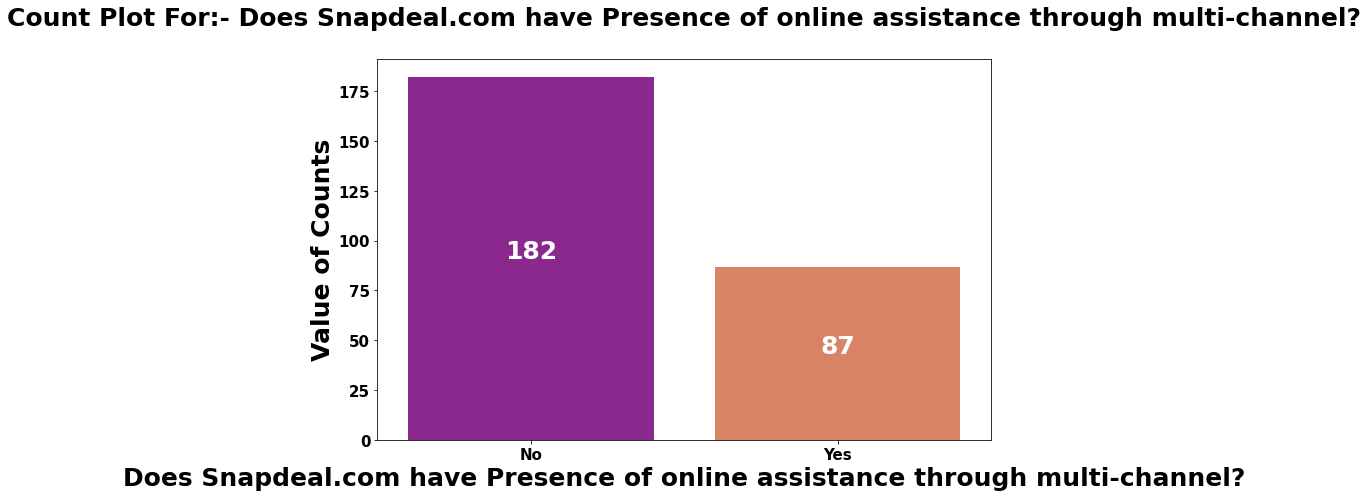 Count Plot For:- Does Snapdeal.com have Presence of online assistance through multi-channel?
Value of Counts
175
150
125
100
75
50
25
0
182
87
No
Yes
Does Snapdeal.com have Presence of online assistance through multi-channel?